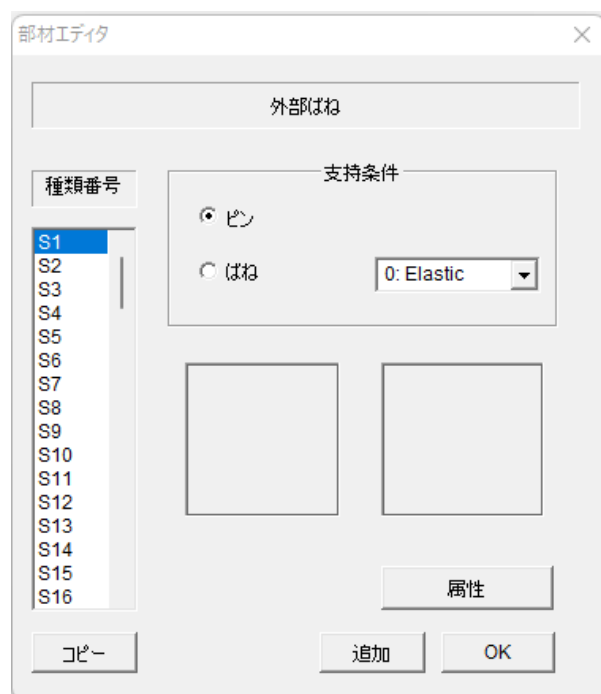 部材エディタ
外部ばね
種類番号
支持条件
ピン
ばね
0: Elastic
S1
S2
S3
S4
S5
S6
S7
S8
S9
S10
S11
S12
S13
S14
S15
S16
属性
コピー
追加
OK